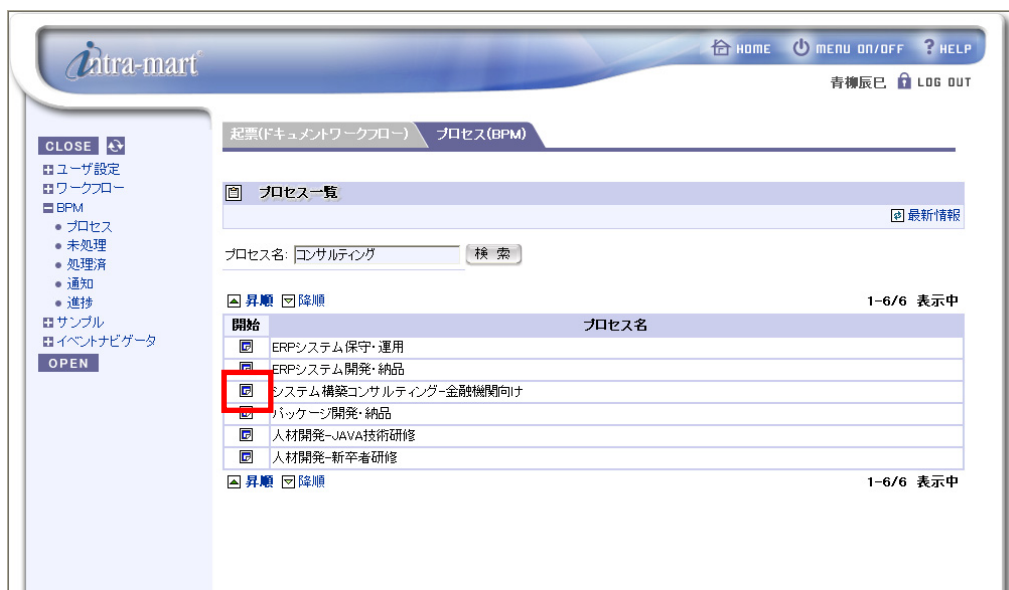 intra-mart
HOME MENU ON/OFF ? HELP
青柳辰巳 LOG OUT
CLOSE
ユーザ設定
ワークフロー
BPM
プロセス
未処理
処理済
通知
進捗
サンプル
イベントナビゲータ
OPEN
起票(ドキュメントワークフロー) プロセス(BPM)
プロセス一覧
最新情報
プロセス名: コンサルティング 検 索
昇順 降順 1-6/6 表示中
開始 プロセス名
ERPシステム保守・運用
ERPシステム開発・納品
システム構築コンサルティング-金融機関向け
パッケージ開発・納品
人材開発-JAVA技術研修
人材開発-新卒者研修
昇順 降順 1-6/6 表示中